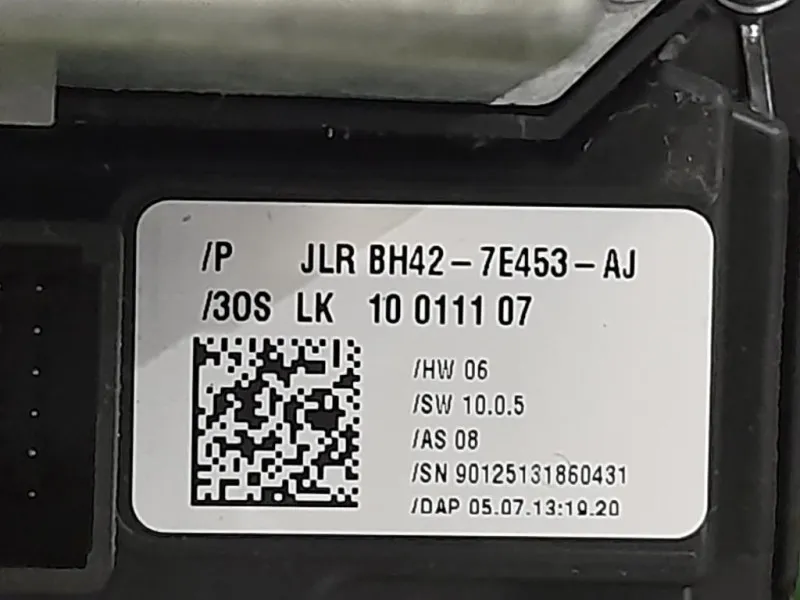 /P JLR BH42-7E453-AJ
/3OS LK 10 0111 07
/HW 06
/SW 10.0.5
/AS 08
/SN 90125131860431
/DAP 05.07.13:19.20